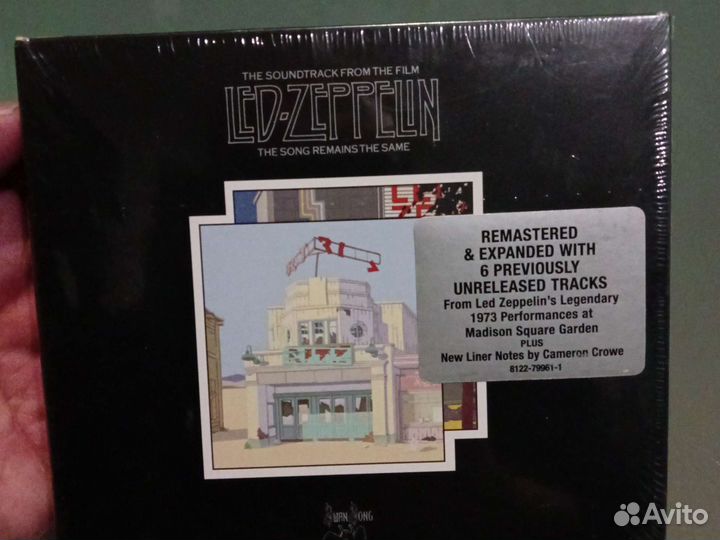 THE SOUNDTRACK FROM THE FILM
LED-ZEPPELIN
THE SONG REMAINS THE SAME
REMASTERED
& EXPANDED WITH
6 PREVIOUSLY
UNRELEASED TRACKS
From Led Zeppelin's Legendary
1973 Performances at
Madison Square Garden
PLUS
New Liner Notes by Cameron Crowe
8122-79961-1
RITZ
SWAN SONG
Avito